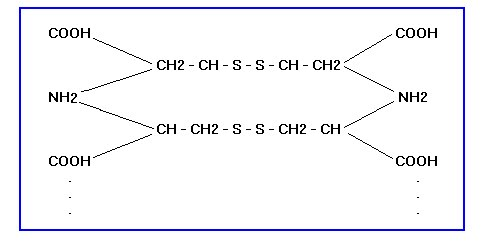 COOH COOH
CH2 - CH - S - S - CH - CH2
NH2 NH2
CH - CH2 - S - S - CH2 - CH
COOH COOH